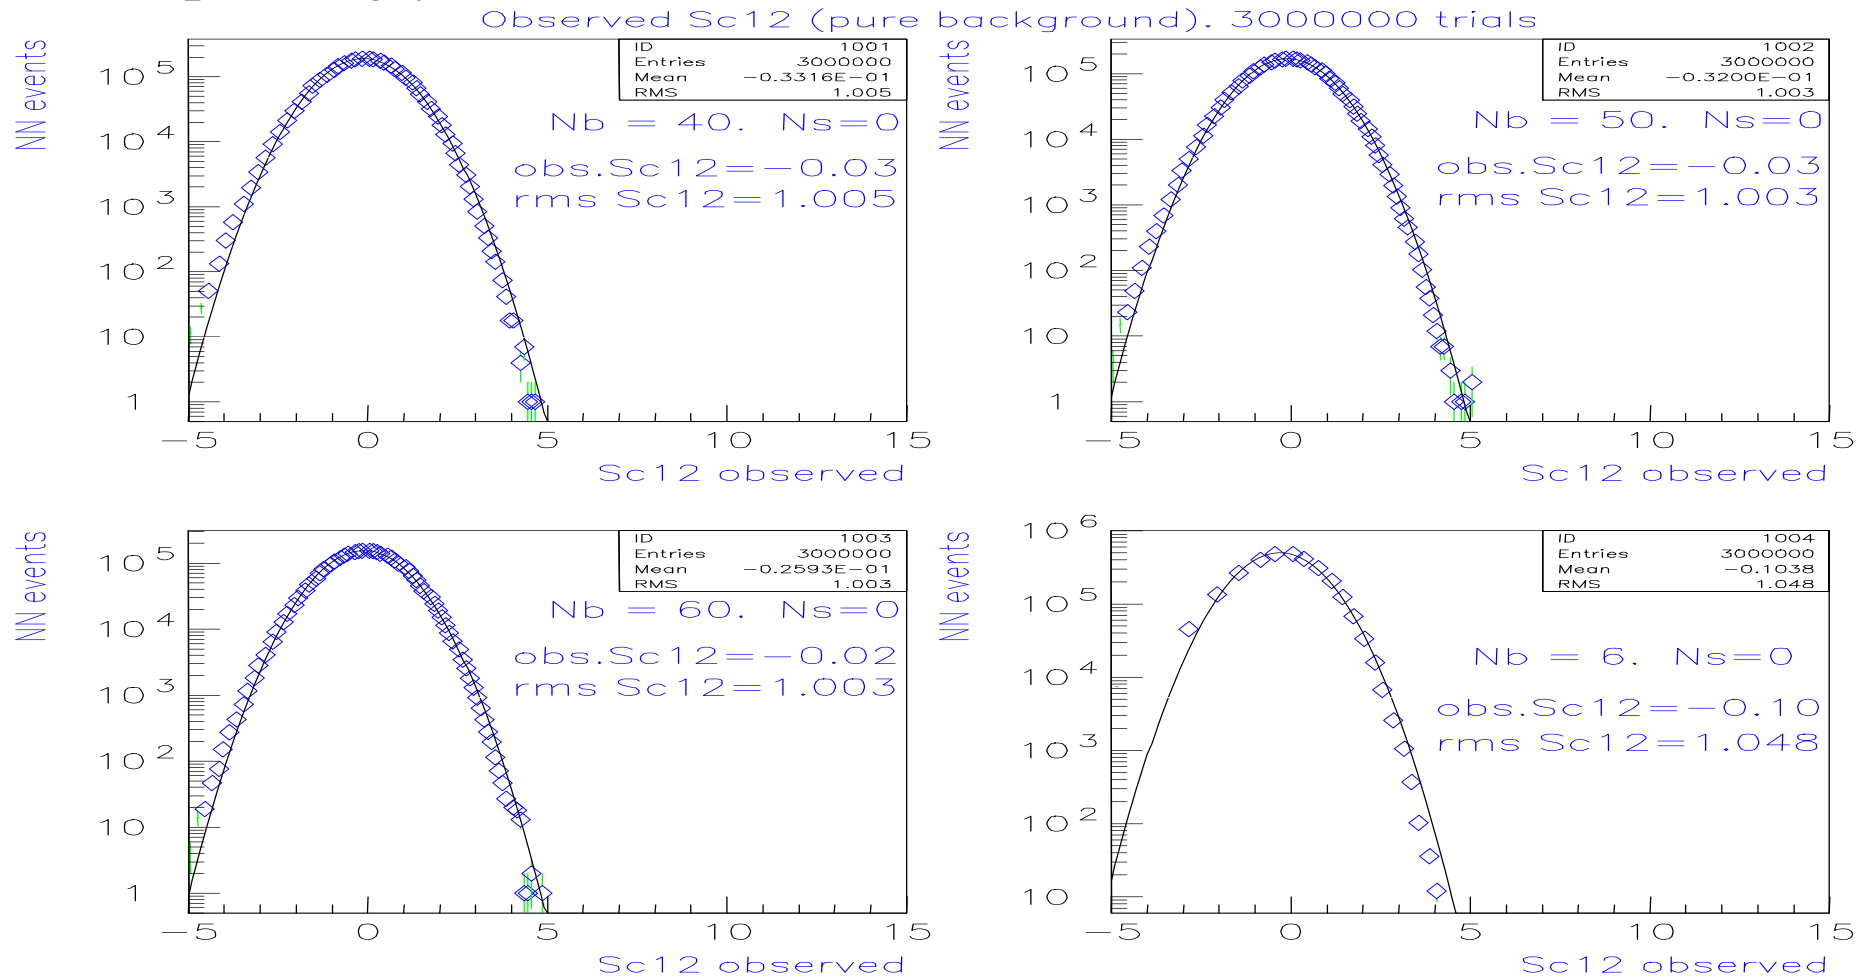 Observed Sc12 (pure background). 3000000 trials
NN events
ID 1001
Entries 3000000
Mean -0.3316E-01
RMS 1.005
Nb = 40. Ns=0
obs.Sc12=-0.03
rms Sc12=1.005
10 5
10 4
10 3
10 2
10
1
-5 0 5 10 15
Sc12 observed
NN events
ID 1002
Entries 3000000
Mean -0.3200E-01
RMS 1.003
Nb = 50. Ns=0
obs.Sc12=-0.03
rms Sc12=1.003
10 5
10 4
10 3
10 2
10
1
-5 0 5 10 15
Sc12 observed
NN events
ID 1003
Entries 3000000
Mean -0.2593E-01
RMS 1.003
Nb = 60. Ns=0
obs.Sc12=-0.02
rms Sc12=1.003
10 5
10 4
10 3
10 2
10
1
-5 0 5 10 15
Sc12 observed
NN events
ID 1004
Entries 3000000
Mean -0.1038
RMS 1.048
Nb = 6. Ns=0
obs.Sc12=-0.10
rms Sc12=1.048
10 6
10 5
10 4
10 3
10 2
10
-5 0 5 10 15
Sc12 observed